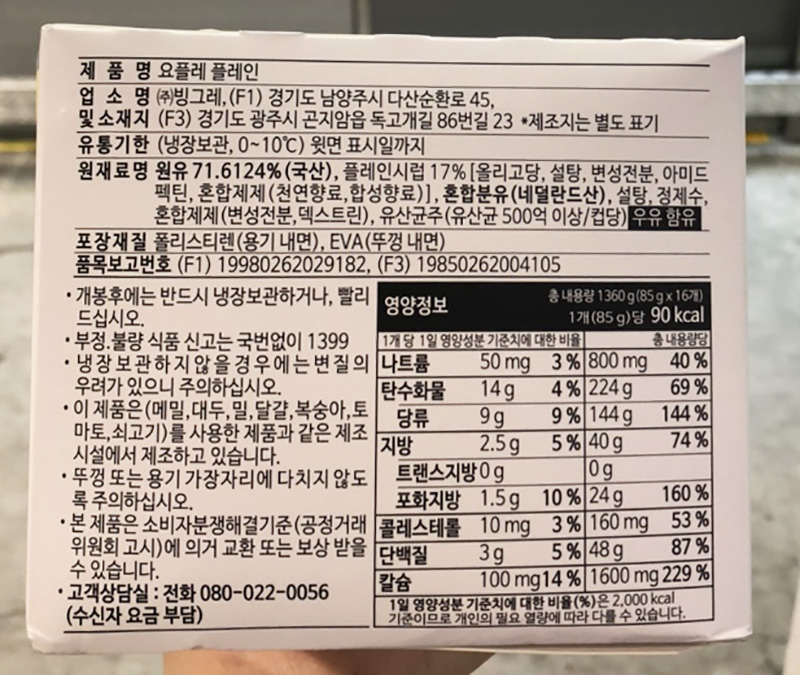 제 품 명 요플레 플레인
업 소 명 ㈜빙그레, (F1) 경기도 남양주시 다산순환로 45,
및 소재지 (F3) 경기도 광주시 곤지암읍 독고개길 86번길 23 *제조지는 별도 표기
유통기한 (냉장보관, 0~10℃) 윗면 표시일까지
원재료명 원유 71.6124% (국산), 플레인시럽 17% [올리고당, 설탕, 변성전분, 아미드
펙틴, 혼합제제 (천연향료,합성향료)], 혼합분유 (네덜란드산), 설탕, 정제수,
혼합제제 (변성전분, 덱스트린), 유산균주 (유산균 500억 이상/컵당) 우유 함유
포장재질 폴리스티렌 (용기 내면), EVA (뚜껑 내면)
품목보고번호 (F1) 19980262029182, (F3) 19850262004105
• 개봉후에는 반드시 냉장보관하거나, 빨리
드십시오.
• 부정.불량 식품 신고는 국번없이 1399
• 냉장보관하지 않을 경우에는 변질의
우려가 있으니 주의하십시오.
• 이 제품은 (메밀, 대두, 밀, 달걀, 복숭아, 토
마토, 쇠고기)를 사용한 제품과 같은 제조
시설에서 제조하고 있습니다.
• 뚜껑 또는 용기 가장자리에 다치지 않도
록 주의하십시오.
• 본 제품은 소비자분쟁해결기준 (공정거래
위원회 고시)에 의거 교환 또는 보상 받을
수 있습니다.
• 고객상담실 : 전화 080-022-0056
(수신자 요금 부담)
영양정보
총 내용량 1360 g (85 g x 16개)
1개 (85 g)당 90 kcal
1개 당 1일 영양성분 기준치에 대한 비율 총 내용량당
나트륨 50 mg 3 % 800 mg 40 %
탄수화물 14 g 4 % 224 g 69 %
당류 9 g 9 % 144 g 144 %
지방 2.5 g 5 % 40 g 74 %
트랜스지방 0 g 0 g
포화지방 1.5 g 10 % 24 g 160 %
콜레스테롤 10 mg 3 % 160 mg 53 %
단백질 3 g 5 % 48 g 87 %
칼슘 100 mg 14 % 1600 mg 229 %
1일 영양성분 기준치에 대한 비율(%)은 2,000 kcal
기준이므로 개인의 필요 열량에 따라 다를 수 있습니다.